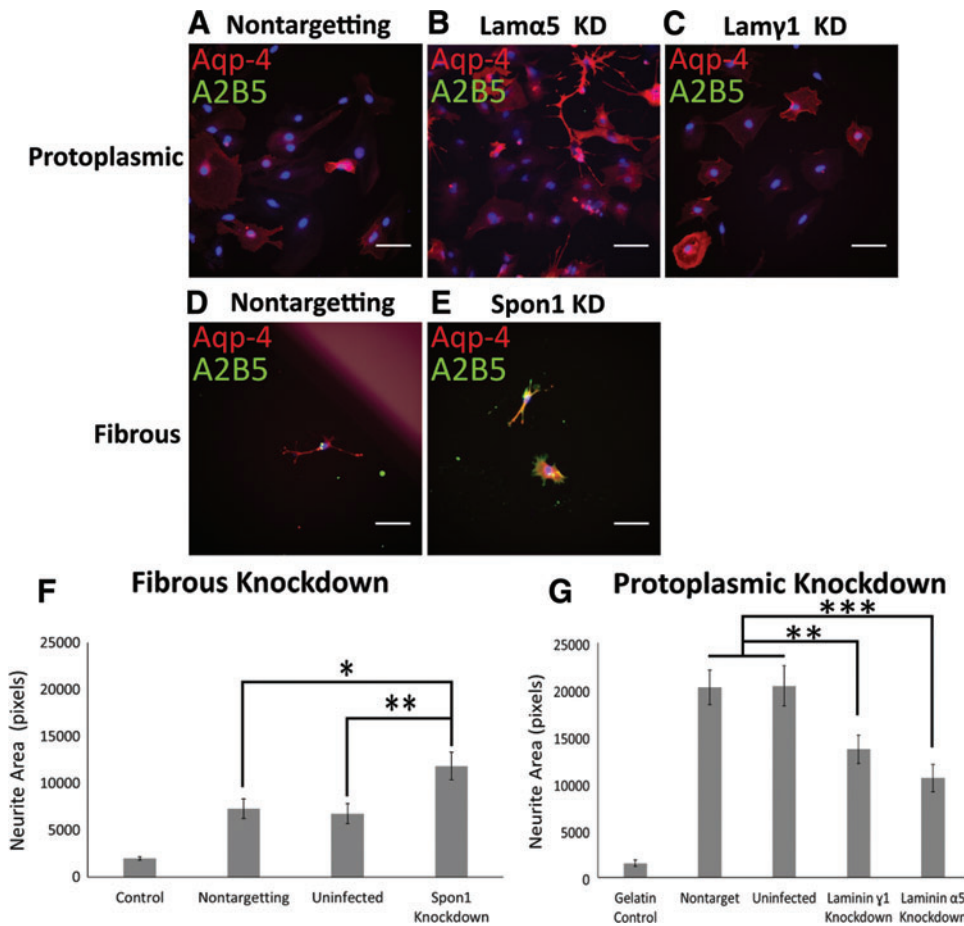 A Nontargetting
B Lamα5 KD
C Lamγ1 KD
Protoplasmic
Aqp-4
A2B5
Aqp-4
A2B5
Aqp-4
A2B5
D Nontargetting
E Spon1 KD
Fibrous
Aqp-4
A2B5
Aqp-4
A2B5
F Fibrous Knockdown
Neurite Area (pixels)
25000
20000
15000
10000
5000
0
*
**
Control
Nontargetting
Uninfected
Spon1
Knockdown
G Protoplasmic Knockdown
Neurite Area (pixels)
25000
20000
15000
10000
5000
0
***
**
Gelatin
Control
Nontarget
Uninfected
Laminin γ1
Knockdown
Laminin α5
Knockdown